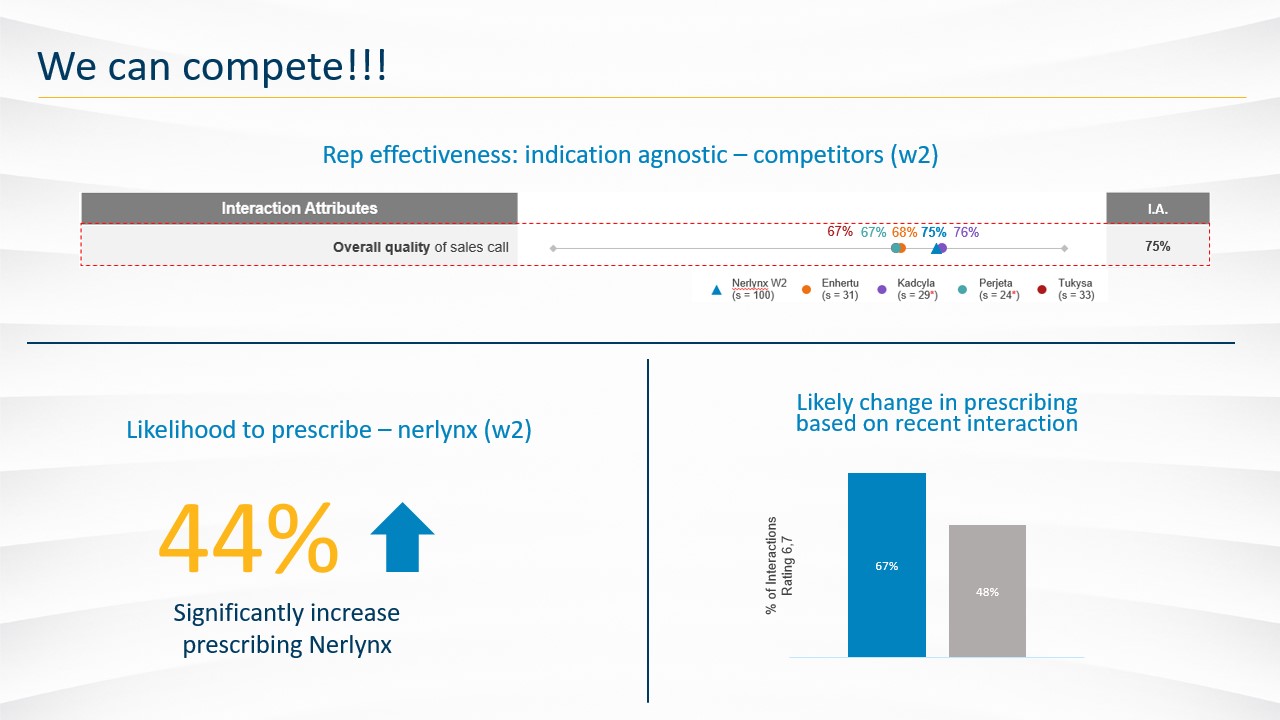 We can compete!!!
Rep effectiveness: indication agnostic – competitors (w2)
Interaction Attributes
I.A.
67% 67% 68% 75% 76%
Overall quality of sales call
75%
Nerlynx W2
(s = 100)
Enhertu
(s = 31)
Kadcyla
(s = 29*)
Perjeta
(s = 24*)
Tukysa
(s = 33)
Likelihood to prescribe – nerlynx (w2)
44%
Significantly increase
prescribing Nerlynx
Likely change in prescribing
based on recent interaction
% of Interactions
Rating 6,7
67%
48%